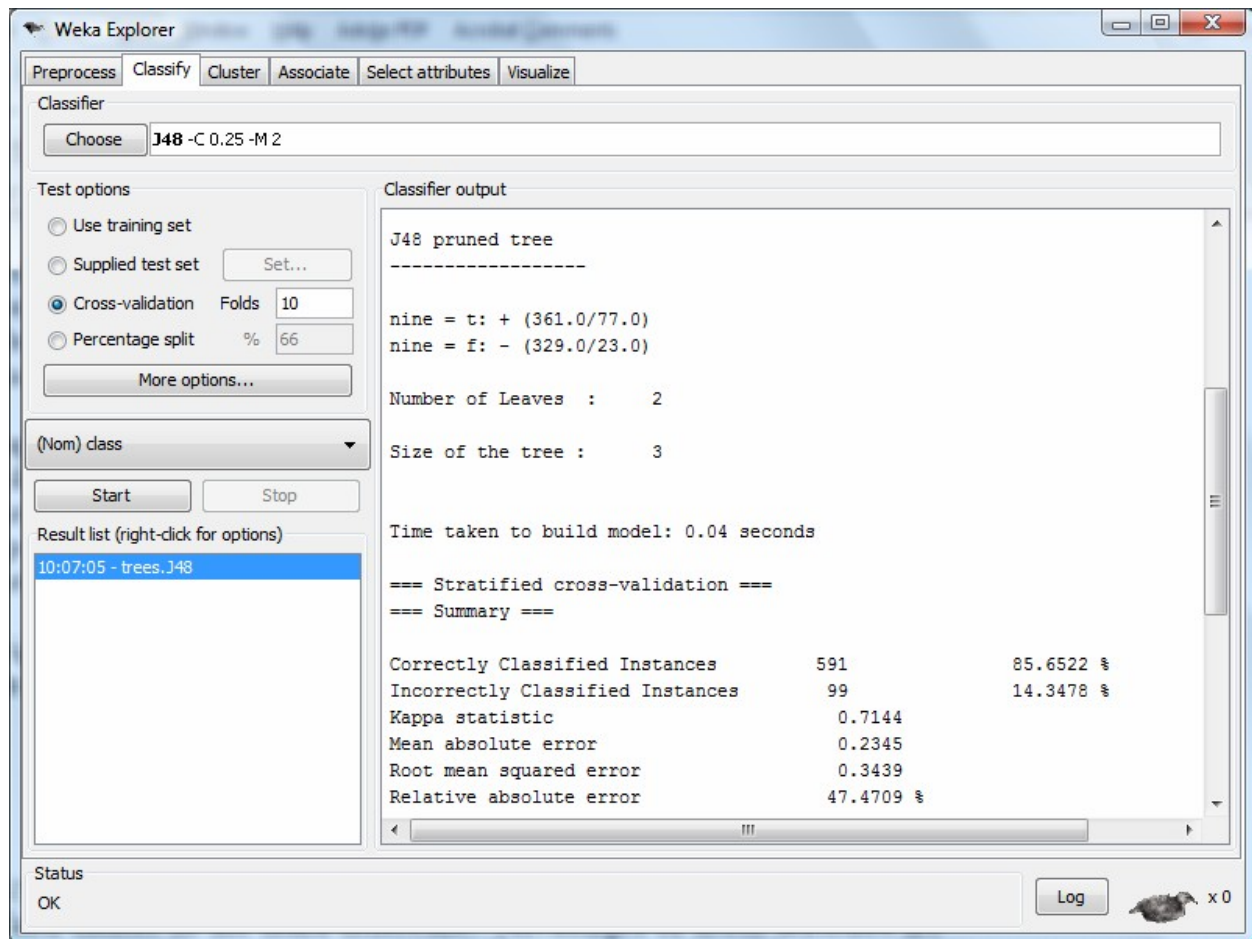 Weka Explorer
Preprocess Classify Cluster Associate Select attributes Visualize
Classifier
Choose J48 -C 0.25 -M 2
Test options
Use training set
Supplied test set Set...
Cross-validation Folds 10
Percentage split % 66
More options...
(Nom) class
Start Stop
Result list (right-click for options)
10:07:05 - trees.J48
Classifier output
J48 pruned tree
------------------
nine = t: + (361.0/77.0)
nine = f: - (329.0/23.0)
Number of Leaves : 2
Size of the tree : 3
Time taken to build model: 0.04 seconds
=== Stratified cross-validation ===
=== Summary ===
Correctly Classified Instances 591 85.6522 %
Incorrectly Classified Instances 99 14.3478 %
Kappa statistic 0.7144
Mean absolute error 0.2345
Root mean squared error 0.3439
Relative absolute error 47.4709 %
Status
OK
Log x 0